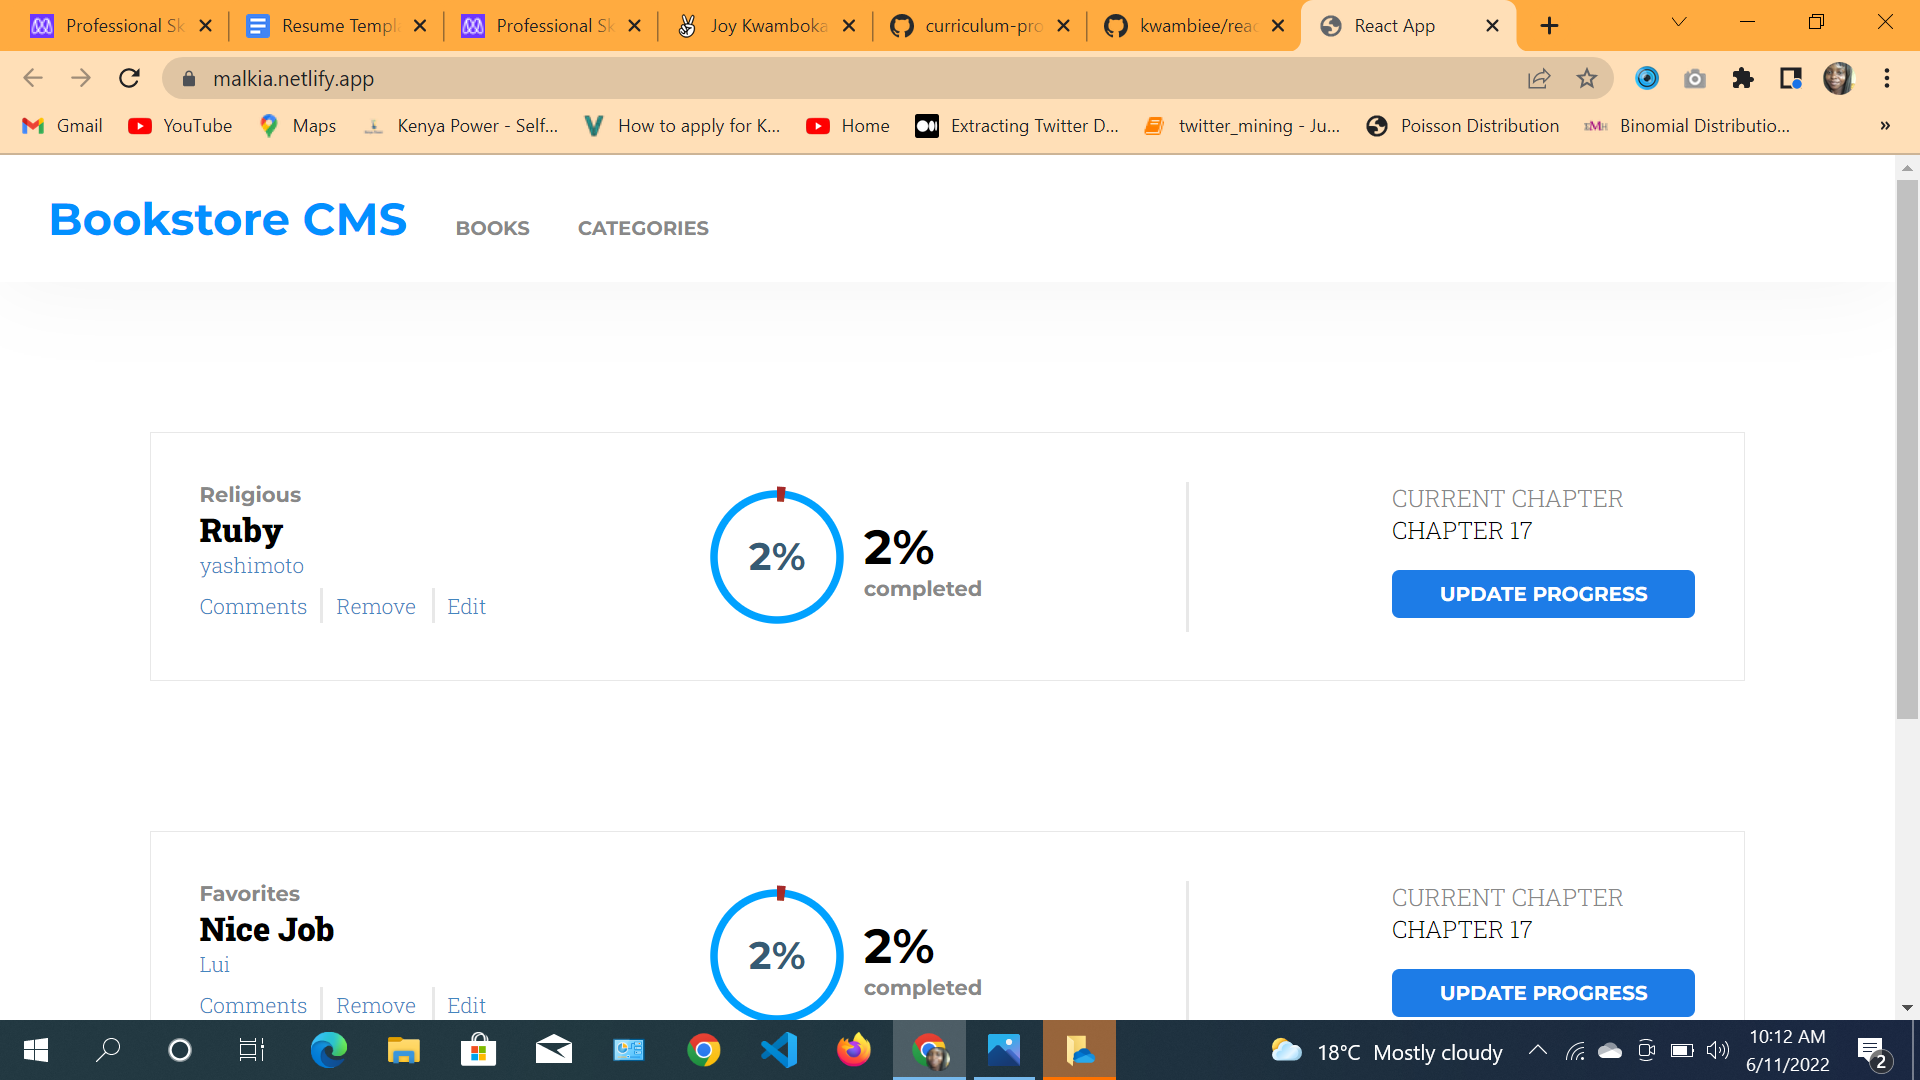 Professional Sk
Resume Templ
Professional Sk
Joy Kwamboka
curriculum-pro
kwambiee/reac
React App
malkia.netlify.app
Gmail
YouTube
Maps
Kenya Power - Self...
How to apply for K...
Home
Extracting Twitter D...
twitter_mining - Ju...
Poisson Distribution
Binomial Distributio...
»
Bookstore CMS
BOOKS
CATEGORIES
Religious
Ruby
yashimoto
Comments
Remove
Edit
2%
2%
completed
CURRENT CHAPTER
CHAPTER 17
UPDATE PROGRESS
Favorites
Nice Job
Lui
Comments
Remove
Edit
2%
2%
completed
CURRENT CHAPTER
CHAPTER 17
UPDATE PROGRESS
18°C Mostly cloudy
10:12 AM
6/11/2022
2